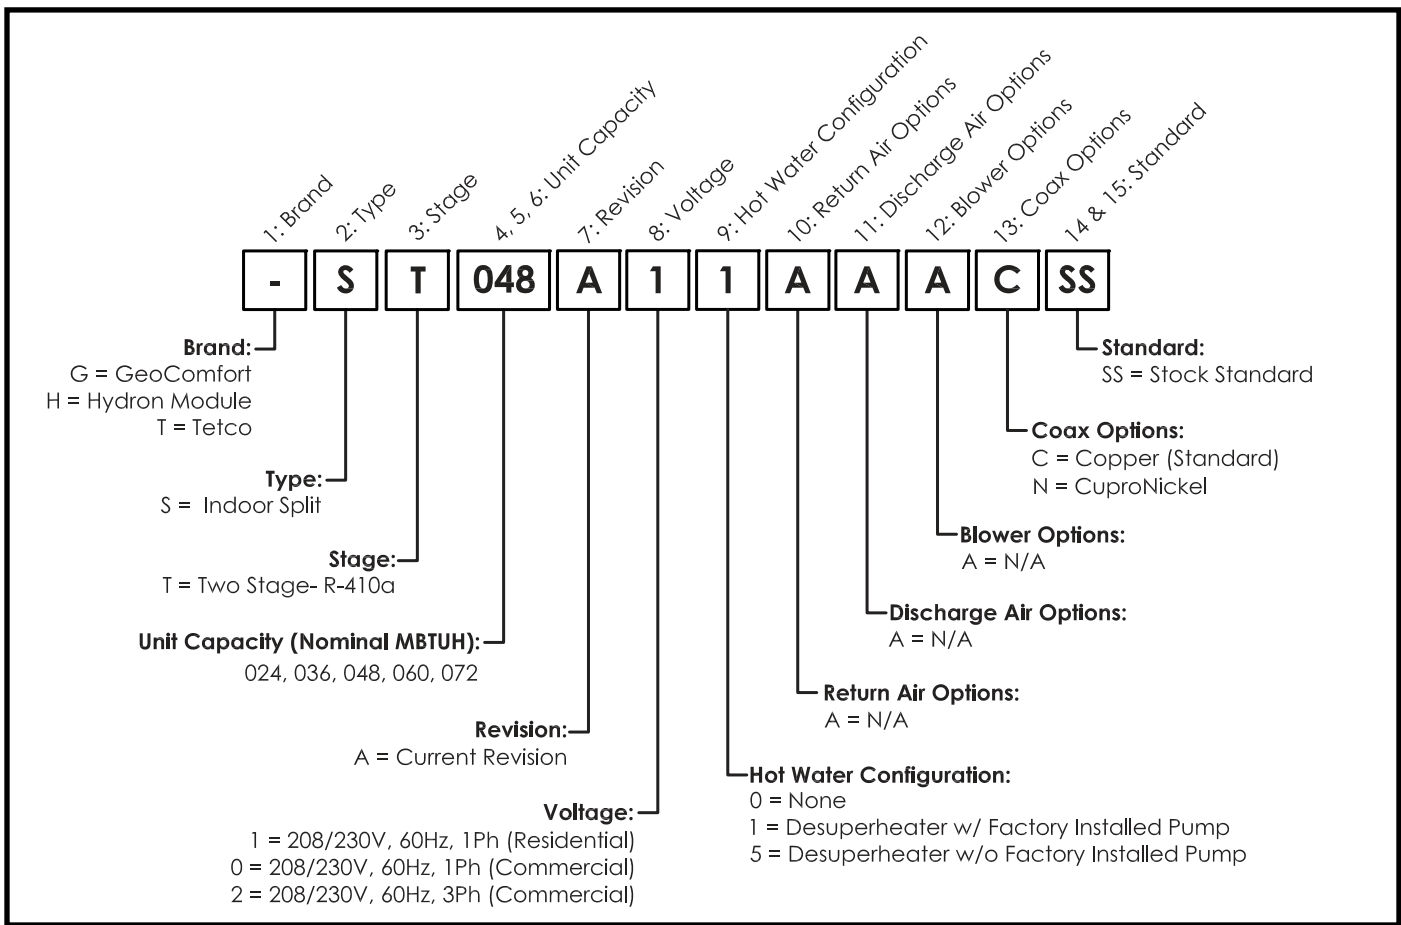 1: Brand
2: Type
3: Stage
4, 5, 6: Unit Capacity
7: Revision
8: Voltage
9: Hot Water Configuration
10: Return Air Options
11: Discharge Air Options
12: Blower Options
13: Coax Options
14 & 15: Standard
- S T 048 A 1 1 A A A C SS
Brand:
G = GeoComfort
H = Hydron Module
T = Tetco
Type:
S = Indoor Split
Stage:
T = Two Stage- R-410a
Unit Capacity (Nominal MBTUH):
024, 036, 048, 060, 072
Revision:
A = Current Revision
Voltage:
1 = 208/230V, 60Hz, 1Ph (Residential)
0 = 208/230V, 60Hz, 1Ph (Commercial)
2 = 208/230V, 60Hz, 3Ph (Commercial)
Standard:
SS = Stock Standard
Coax Options:
C = Copper (Standard)
N = CuproNickel
Blower Options:
A = N/A
Discharge Air Options:
A = N/A
Return Air Options:
A = N/A
Hot Water Configuration:
0 = None
1 = Desuperheater w/ Factory Installed Pump
5 = Desuperheater w/o Factory Installed Pump